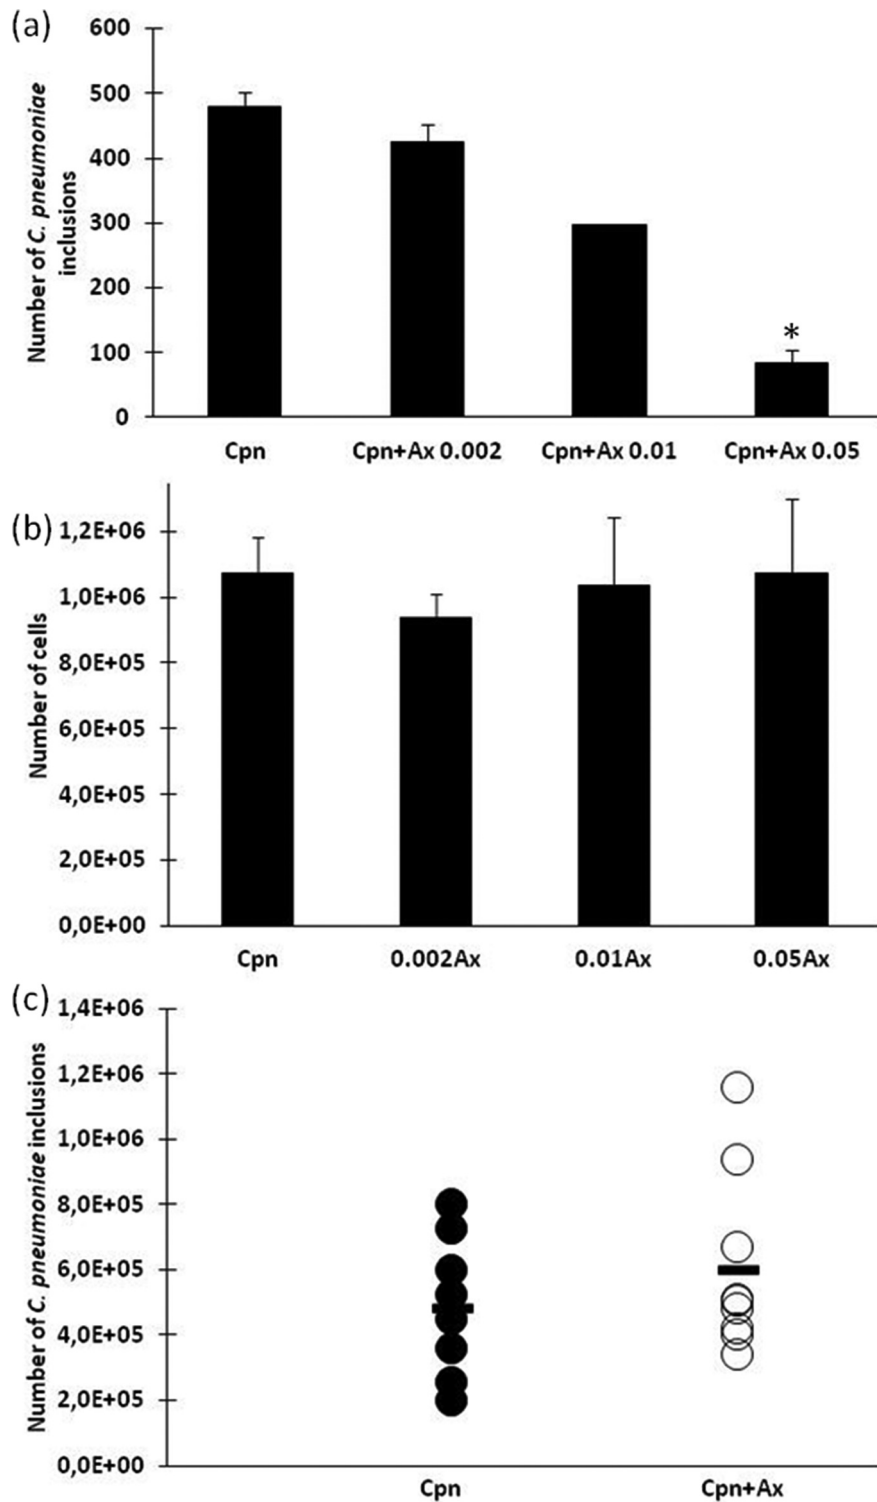 (a)
600
500
400
300
200
100
0
Number of C. pneumoniae
inclusions
*
Cpn Cpn+Ax 0.002 Cpn+Ax 0.01 Cpn+Ax 0.05
(b)
1,2E+06
1,0E+06
8,0E+05
6,0E+05
4,0E+05
2,0E+05
0,0E+00
Number of cells
Cpn 0.002Ax 0.01Ax 0.05Ax
(c)
1,4E+06
1,2E+06
1,0E+06
8,0E+05
6,0E+05
4,0E+05
2,0E+05
0,0E+00
Number of C. pneumoniae inclusions
Cpn Cpn+Ax